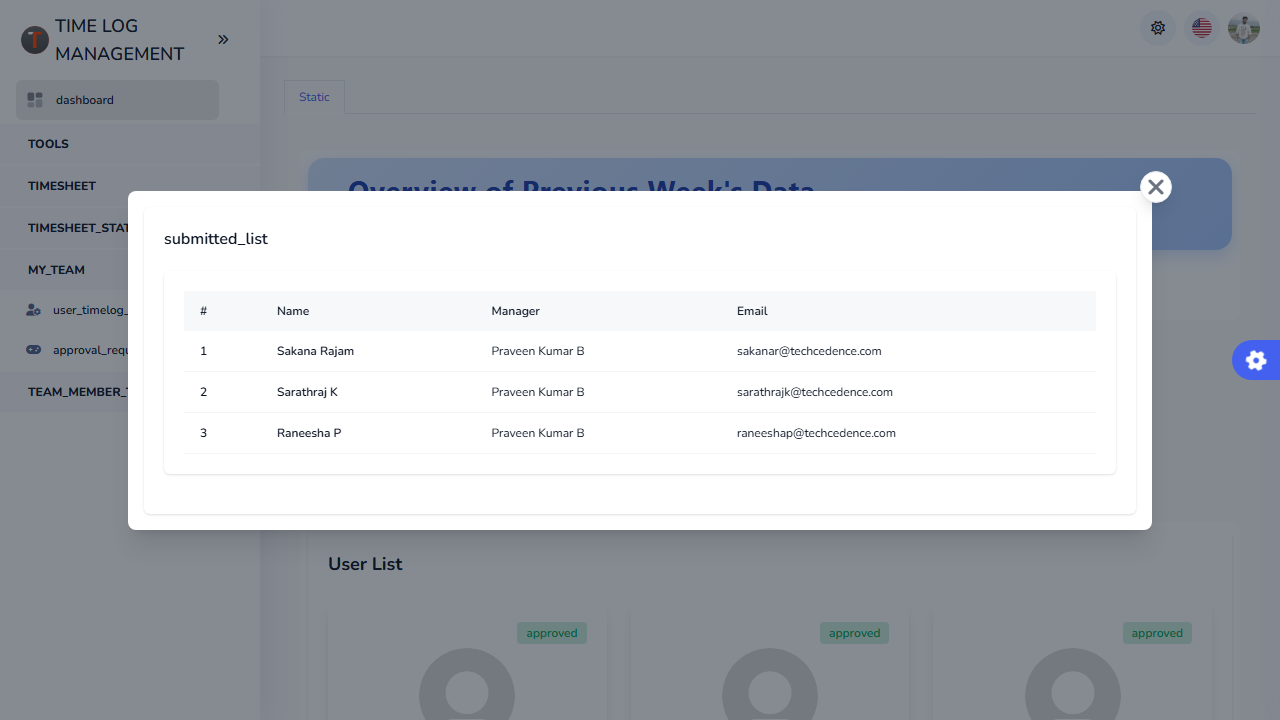 TIME LOG
MANAGEMENT
dashboard
TOOLS
TIMESHEET
MY_TEAM
Static
submitted_list
# Name Manager Email
1 Sakana Rajam Praveen Kumar B sakanar@techcedence.com
2 Sarathraj K Praveen Kumar B sarathrajk@techcedence.com
3 Raneesha P Praveen Kumar B raneeshap@techcedence.com
Overview of Previous Week's Data
TIMESHEET_STAT
user_timelog_
approval_requ
TEAM_MEMBER_T
User List
approved
approved
approved